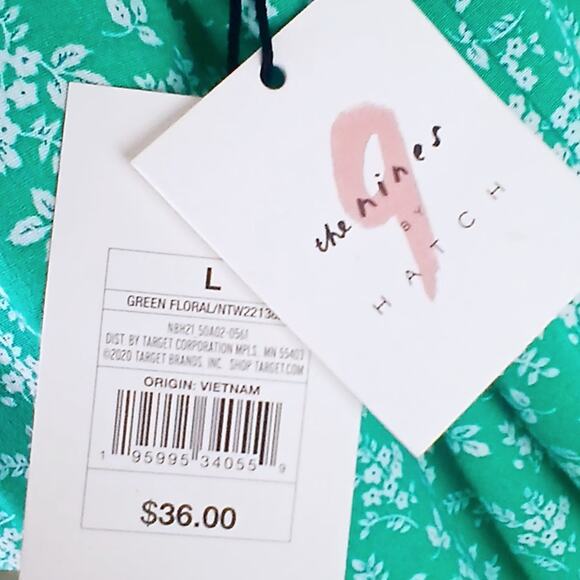 the nines
9
BY
HATCH
L
GREEN FLORAL/NTW2213
NBH21 50A02-0561
DIST BY TARGET CORPORATION MPLS, MN 55403
©2020 TARGET BRANDS, INC. SHOP TARGET.COM
ORIGIN: VIETNAM
1 95995 34055 9
$36.00